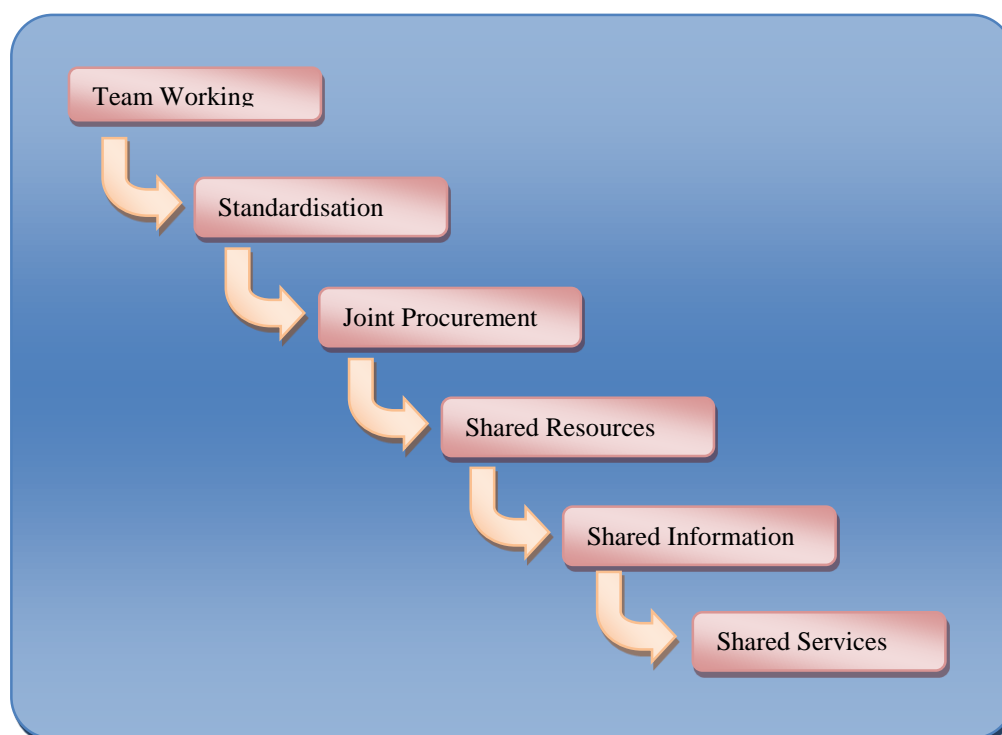 Team Working
Standardisation
Joint Procurement
Shared Resources
Shared Information
Shared Services